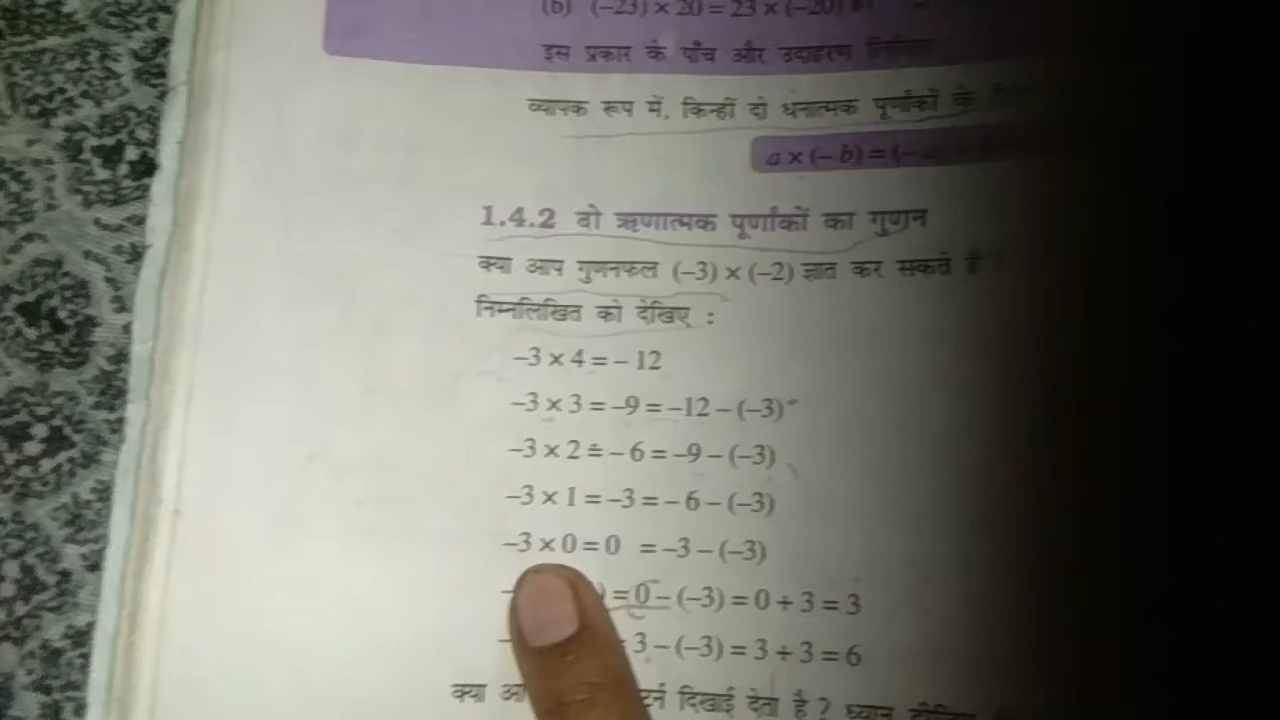 (b) (–23) × 20 = 23 × (–20)
इस प्रकार के पाँच और उदाहरण
व्यापक रूप में, किन्हीं दो धनात्मक पूर्णांकों के
a × (– b) = (–
1.4.2 दो ऋणात्मक पूर्णांकों का गुणन
क्या आप गुणनफल (–3) × (–2) ज्ञात कर सकते हैं
निम्नलिखित को देखिए :
–3 × 4 = – 12
–3 × 3 = –9 = –12 – (–3)
–3 × 2 = – 6 = –9 – (–3)
–3 × 1 = –3 = – 6 – (–3)
–3 × 0 = 0 = –3 – (–3)
= 0 – (–3) = 0 + 3 = 3
3 – (–3) = 3 + 3 = 6
क्या दिखाई देता है ? ध्यान